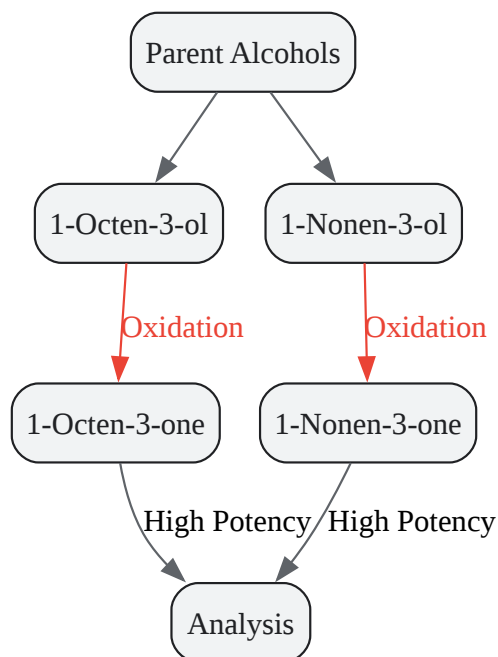 Parent Alcohols
1-Octen-3-ol
1-Nonen-3-ol
Oxidation
Oxidation
1-Octen-3-one
1-Nonen-3-one
High Potency
High Potency
Analysis